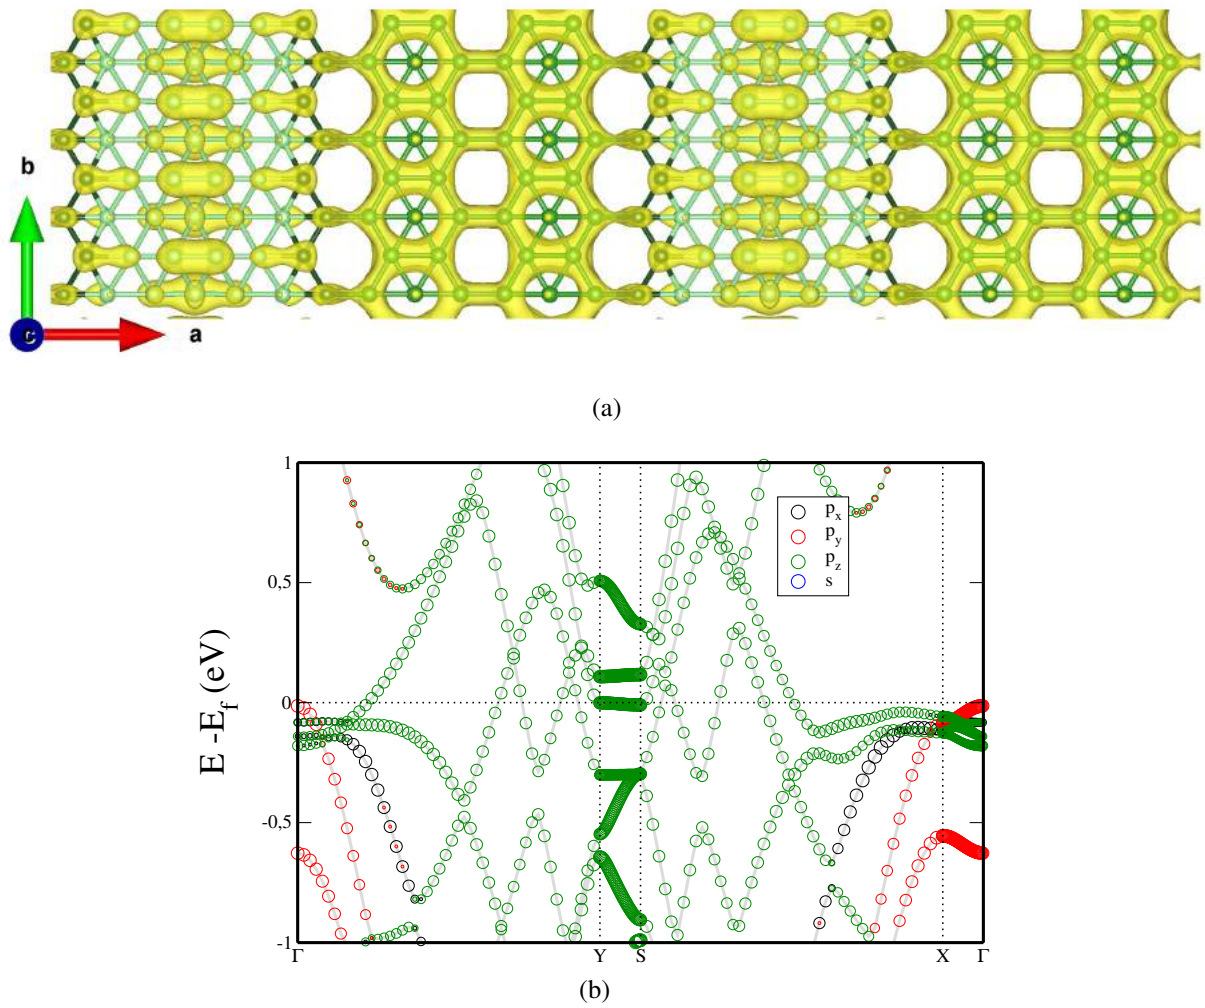 b
c
a
(a)
1
0,5
0
-0,5
-1
E -E_f (eV)
p_x
p_y
p_z
s
Γ Y S X Γ
(b)